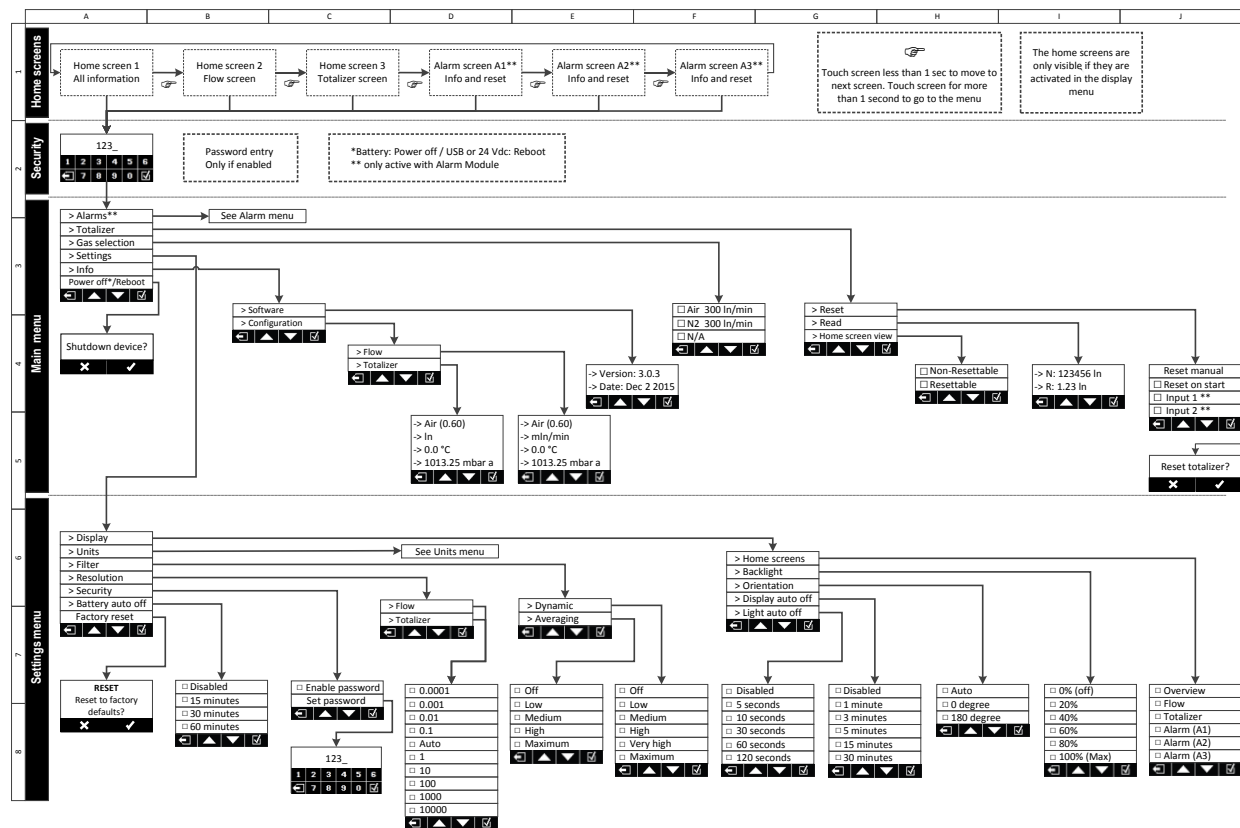 A B C D E F G H I J
1
Home screens
Home screen 1
All information
Home screen 2
Flow screen
Home screen 3
Totalizer screen
Alarm screen A1**
Info and reset
Alarm screen A2**
Info and reset
Alarm screen A3**
Info and reset
Touch screen less than 1 sec to move to
next screen. Touch screen for more
than 1 second to go to the menu
The home screens are
only visible if they are
activated in the display
menu
2
Security
123_
1 2 3 4 5 6
7 8 9 0
Password entry
Only if enabled
*Battery: Power off / USB or 24 Vdc: Reboot
** only active with Alarm Module
3
4
5
Main menu
> Alarms**
> Totalizer
> Gas selection
> Settings
> Info
Power off*/Reboot
See Alarm menu
Shutdown device?
> Software
> Configuration
> Flow
> Totalizer
-> Air (0.60)
-> ln
-> 0.0 °C
-> 1013.25 mbar a
-> Air (0.60)
-> mln/min
-> 0.0 °C
-> 1013.25 mbar a
-> Version: 3.0.3
-> Date: Dec 2 2015
Air 300 ln/min
N2 300 ln/min
N/A
> Reset
> Read
> Home screen view
Non-Resettable
Resettable
-> N: 123456 ln
-> R: 1.23 ln
Reset manual
Reset on start
Input 1 **
Input 2 **
Reset totalizer?
6
7
8
Settings menu
> Display
> Units
> Filter
> Resolution
> Security
> Battery auto off
Factory reset
See Units menu
RESET
Reset to factory
defaults?
Disabled
15 minutes
30 minutes
60 minutes
Enable password
Set password
123_
1 2 3 4 5 6
7 8 9 0
> Flow
> Totalizer
0.0001
0.001
0.01
0.1
Auto
1
10
100
1000
10000
> Dynamic
> Averaging
Off
Low
Medium
High
Maximum
Off
Low
Medium
High
Very high
Maximum
> Home screens
> Backlight
> Orientation
> Display auto off
> Light auto off
Disabled
5 seconds
10 seconds
30 seconds
60 seconds
120 seconds
Disabled
1 minute
3 minutes
5 minutes
15 minutes
30 minutes
Auto
0 degree
180 degree
0% (off)
20%
40%
60%
80%
100% (Max)
Overview
Flow
Totalizer
Alarm (A1)
Alarm (A2)
Alarm (A3)